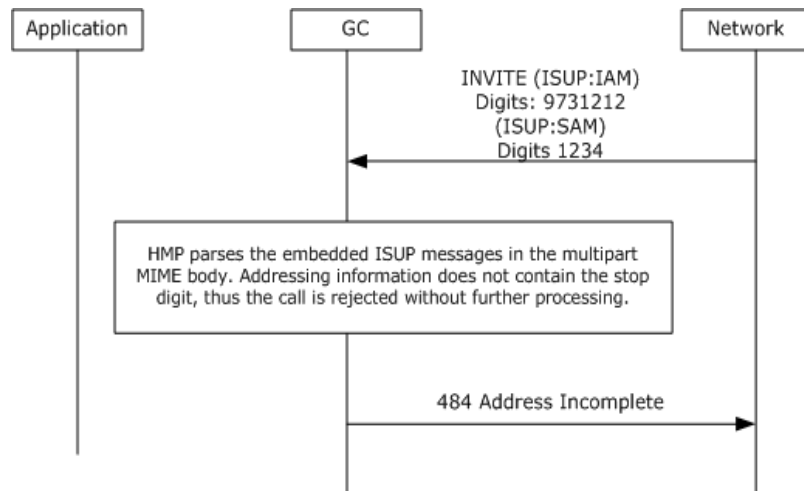 Application
GC
Network
INVITE (ISUP:IAM)
Digits: 9731212
(ISUP:SAM)
Digits 1234
HMP parses the embedded ISUP messages in the multipart
MIME body. Addressing information does not contain the stop
digit, thus the call is rejected without further processing.
484 Address Incomplete